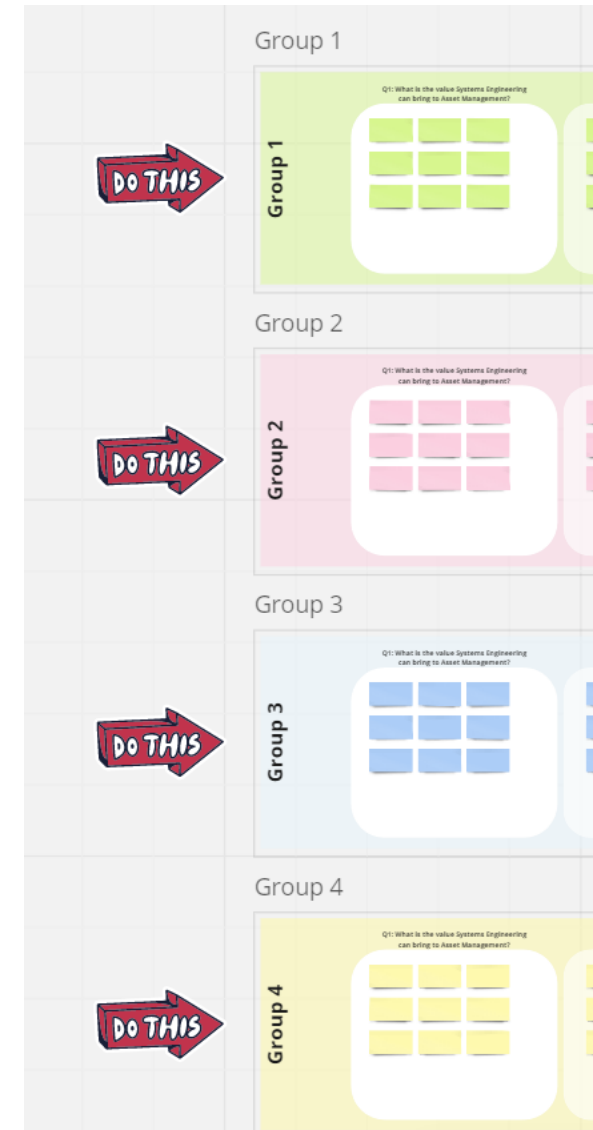 Group 1
Q1: What is the value Systems Engineering
can bring to Asset Management?
DO THIS
Group 1
Group 2
Q1: What is the value Systems Engineering
can bring to Asset Management?
DO THIS
Group 2
Group 3
Q1: What is the value Systems Engineering
can bring to Asset Management?
DO THIS
Group 3
Group 4
Q1: What is the value Systems Engineering
can bring to Asset Management?
DO THIS
Group 4